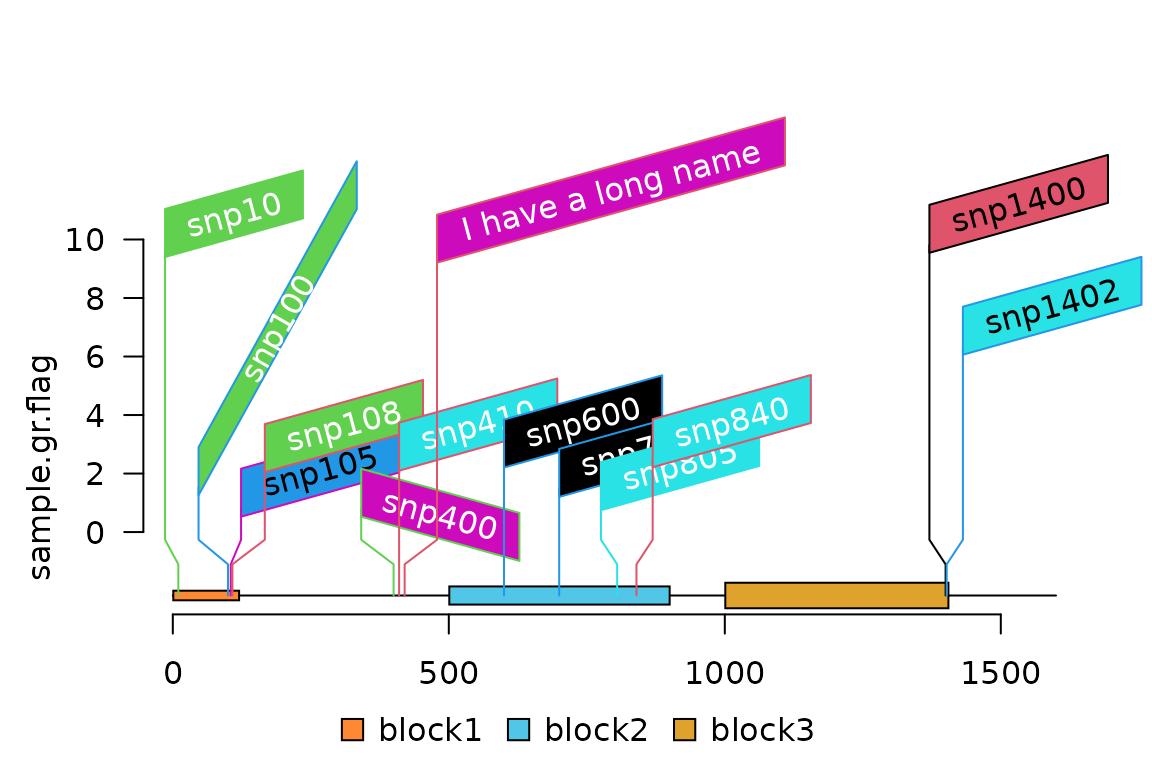 I have a long name
snp10
snp1400
snp100
snp1402
10
8
6
4
2
0
sample.gr.flag
snp108
snp410
snp600
snp840
snp105
snp805
snp400
0 500 1000 1500
block1 block2 block3